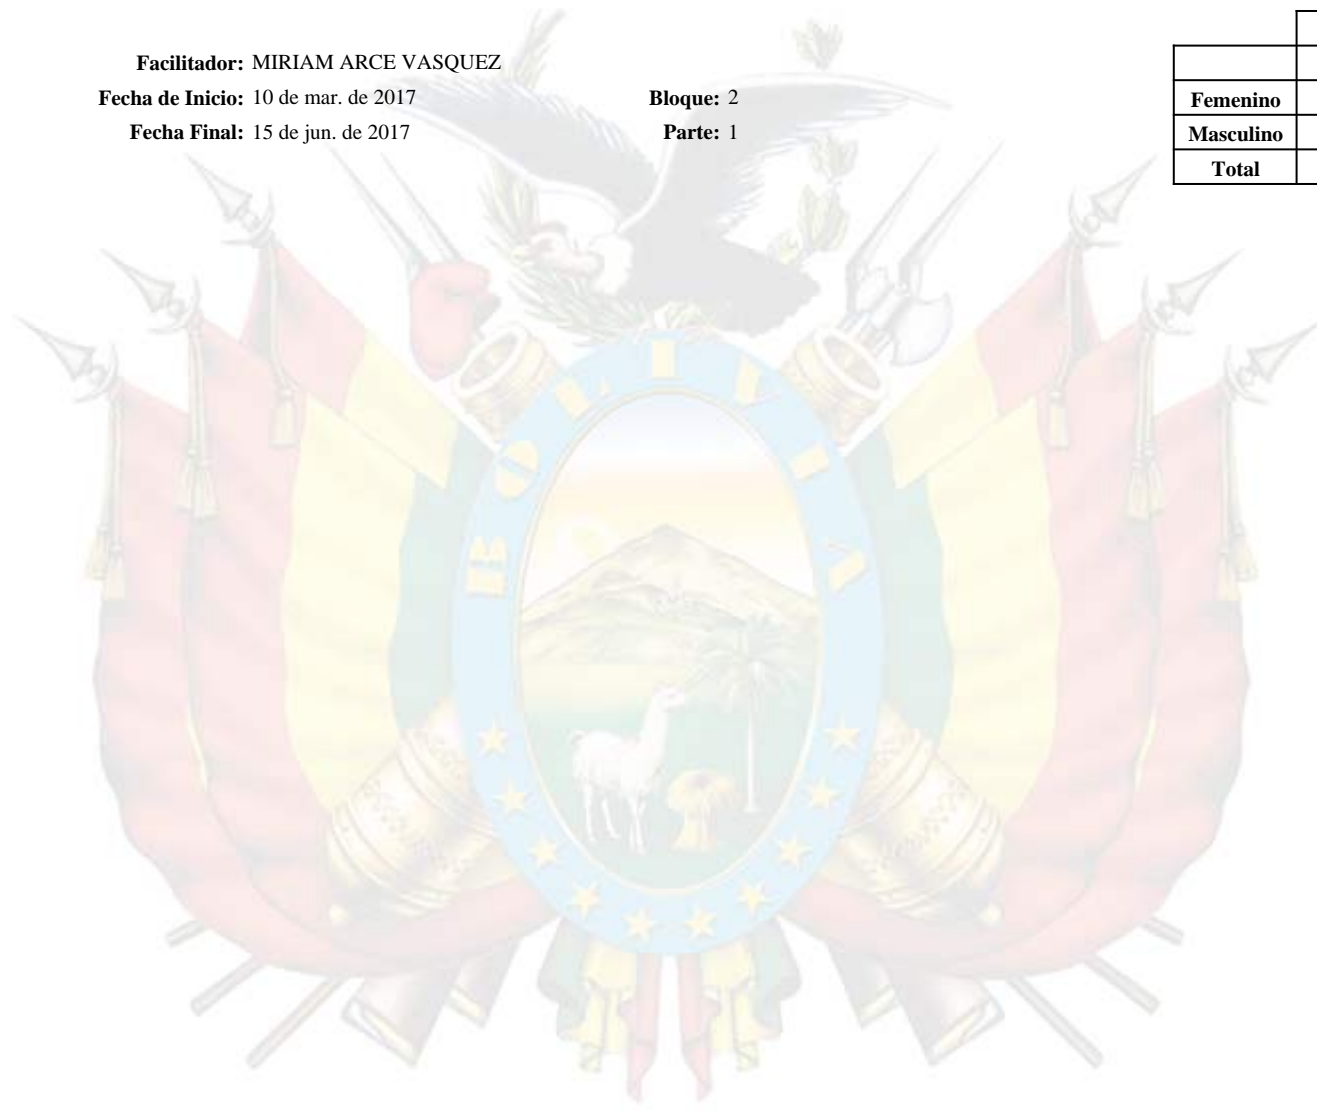 Facilitador: MIRIAM ARCE VASQUEZ
Fecha de Inicio: 10 de mar. de 2017 Bloque: 2
Fecha Final: 15 de jun. de 2017 Parte: 1
Femenino
Masculino
Total
BOLIVIA